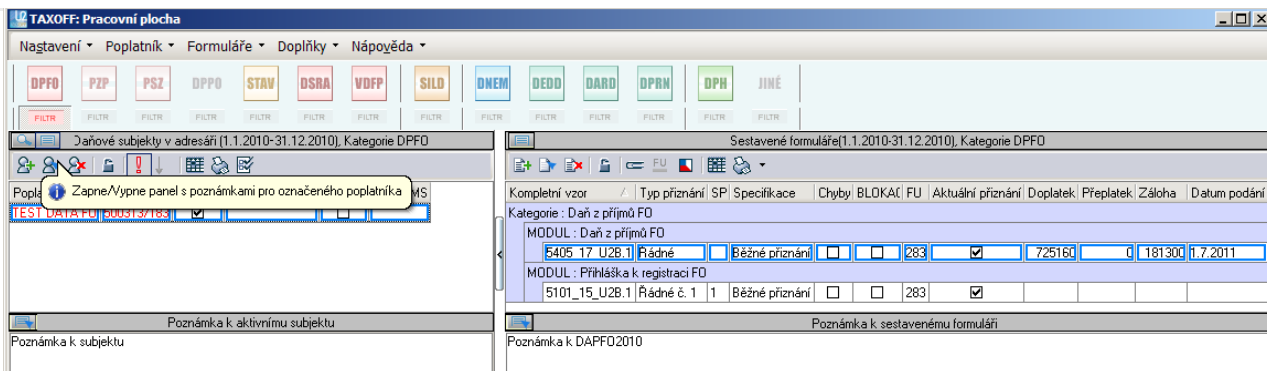 TAXOFF: Pracovní plocha
Nastavení Poplatník Formuláře Doplňky Nápověda
DPFO PZP PSZ DPPO STAV DSRA VDFP SILD DNEM DEDD DARD DPRN DPH JINÉ
FILTR FILTR FILTR FILTR FILTR FILTR FILTR FILTR FILTR FILTR FILTR FILTR FILTR FILTR
Daňové subjekty v adresáři (1.1.2010-31.12.2010), Kategorie DPFO
Zapne/Vypne panel s poznámkami pro označeného poplatníka
Popla MS
TEST DATA FO 500313/183
Poznámka k aktivnímu subjektu
Poznámka k subjektu
Sestavené formuláře(1.1.2010-31.12.2010), Kategorie DPFO
FU
Kompletní vzor Typ přiznání SP Specifikace Chyby BLOKAC FU Aktuální přiznání Doplatek Přeplatek Záloha Datum podání
Kategorie : Daň z příjmů FO
MODUL : Daň z příjmů FO
5405_17_U2B.1 Řádné Běžné přiznání 283 725160 0 181300 1.7.2011
MODUL : Přihláška k registraci FO
5101_15_U2B.1 Řádné č. 1 1 Běžné přiznání 283
Poznámka k sestavenému formuláři
Poznámka k DAPFO2010